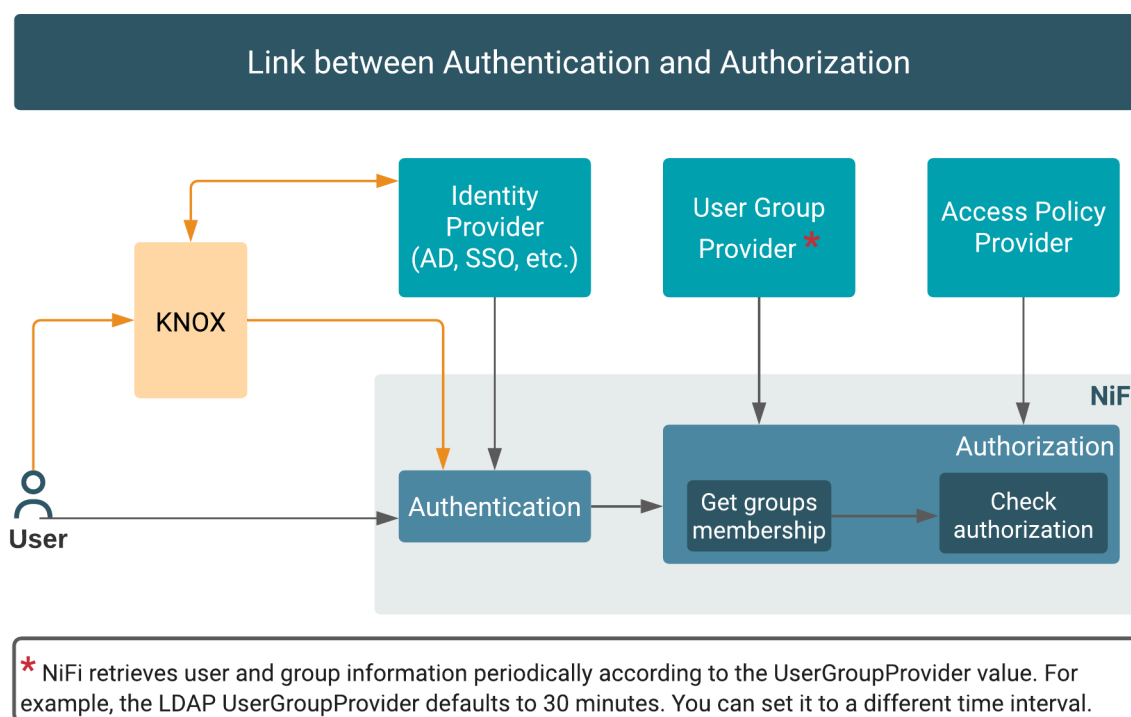 Link between Authentication and Authorization
Identity
Provider
(AD, SSO, etc.)
User Group
Provider *
Access Policy
Provider
KNOX
NiFi
Authorization
Authentication
Get groups
membership
Check
authorization
User
* NiFi retrieves user and group information periodically according to the UserGroupProvider value. For
example, the LDAP UserGroupProvider defaults to 30 minutes. You can set it to a different time interval.